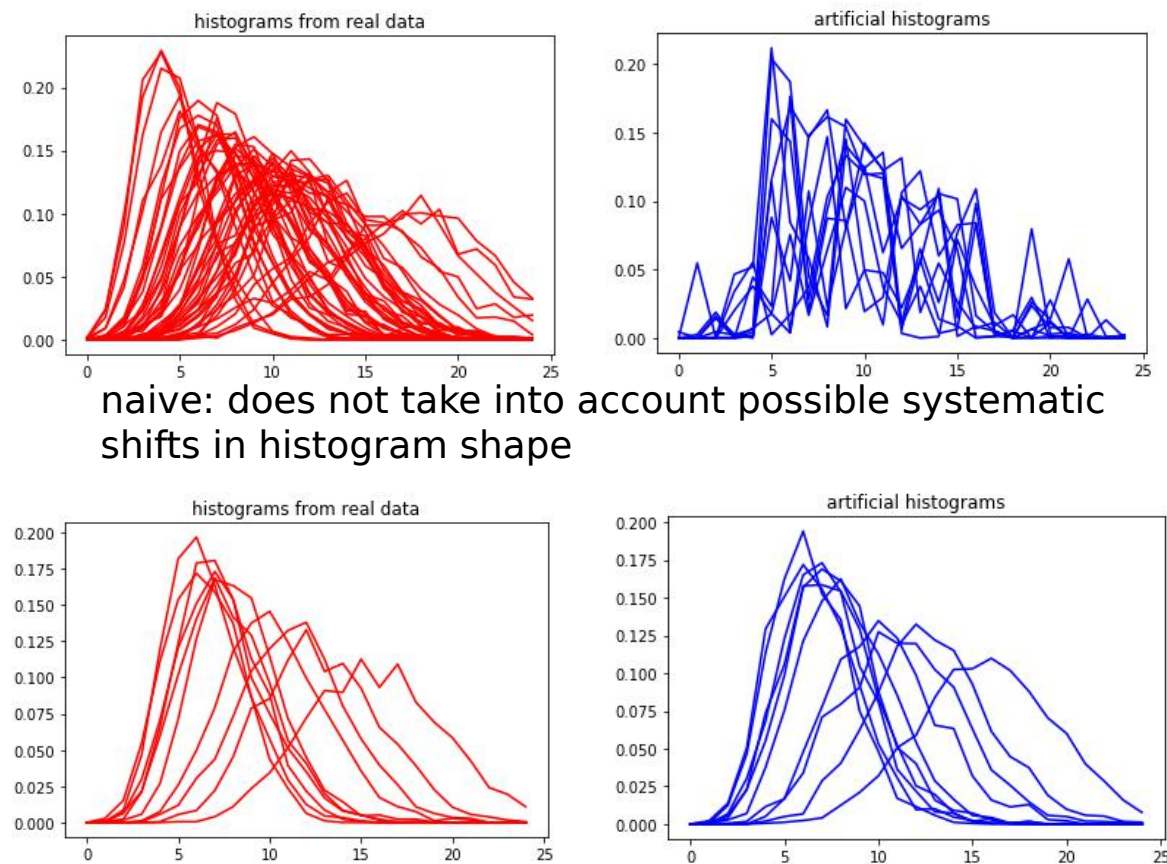 histograms from real data
0.20
0.15
0.10
0.05
0.00
0 5 10 15 20 25
artificial histograms
0.20
0.15
0.10
0.05
0.00
0 5 10 15 20 25
naive: does not take into account possible systematic
shifts in histogram shape
histograms from real data
0.200
0.175
0.150
0.125
0.100
0.075
0.050
0.025
0.000
0 5 10 15 20 25
artificial histograms
0.200
0.175
0.150
0.125
0.100
0.075
0.050
0.025
0.000
0 5 10 15 20 25